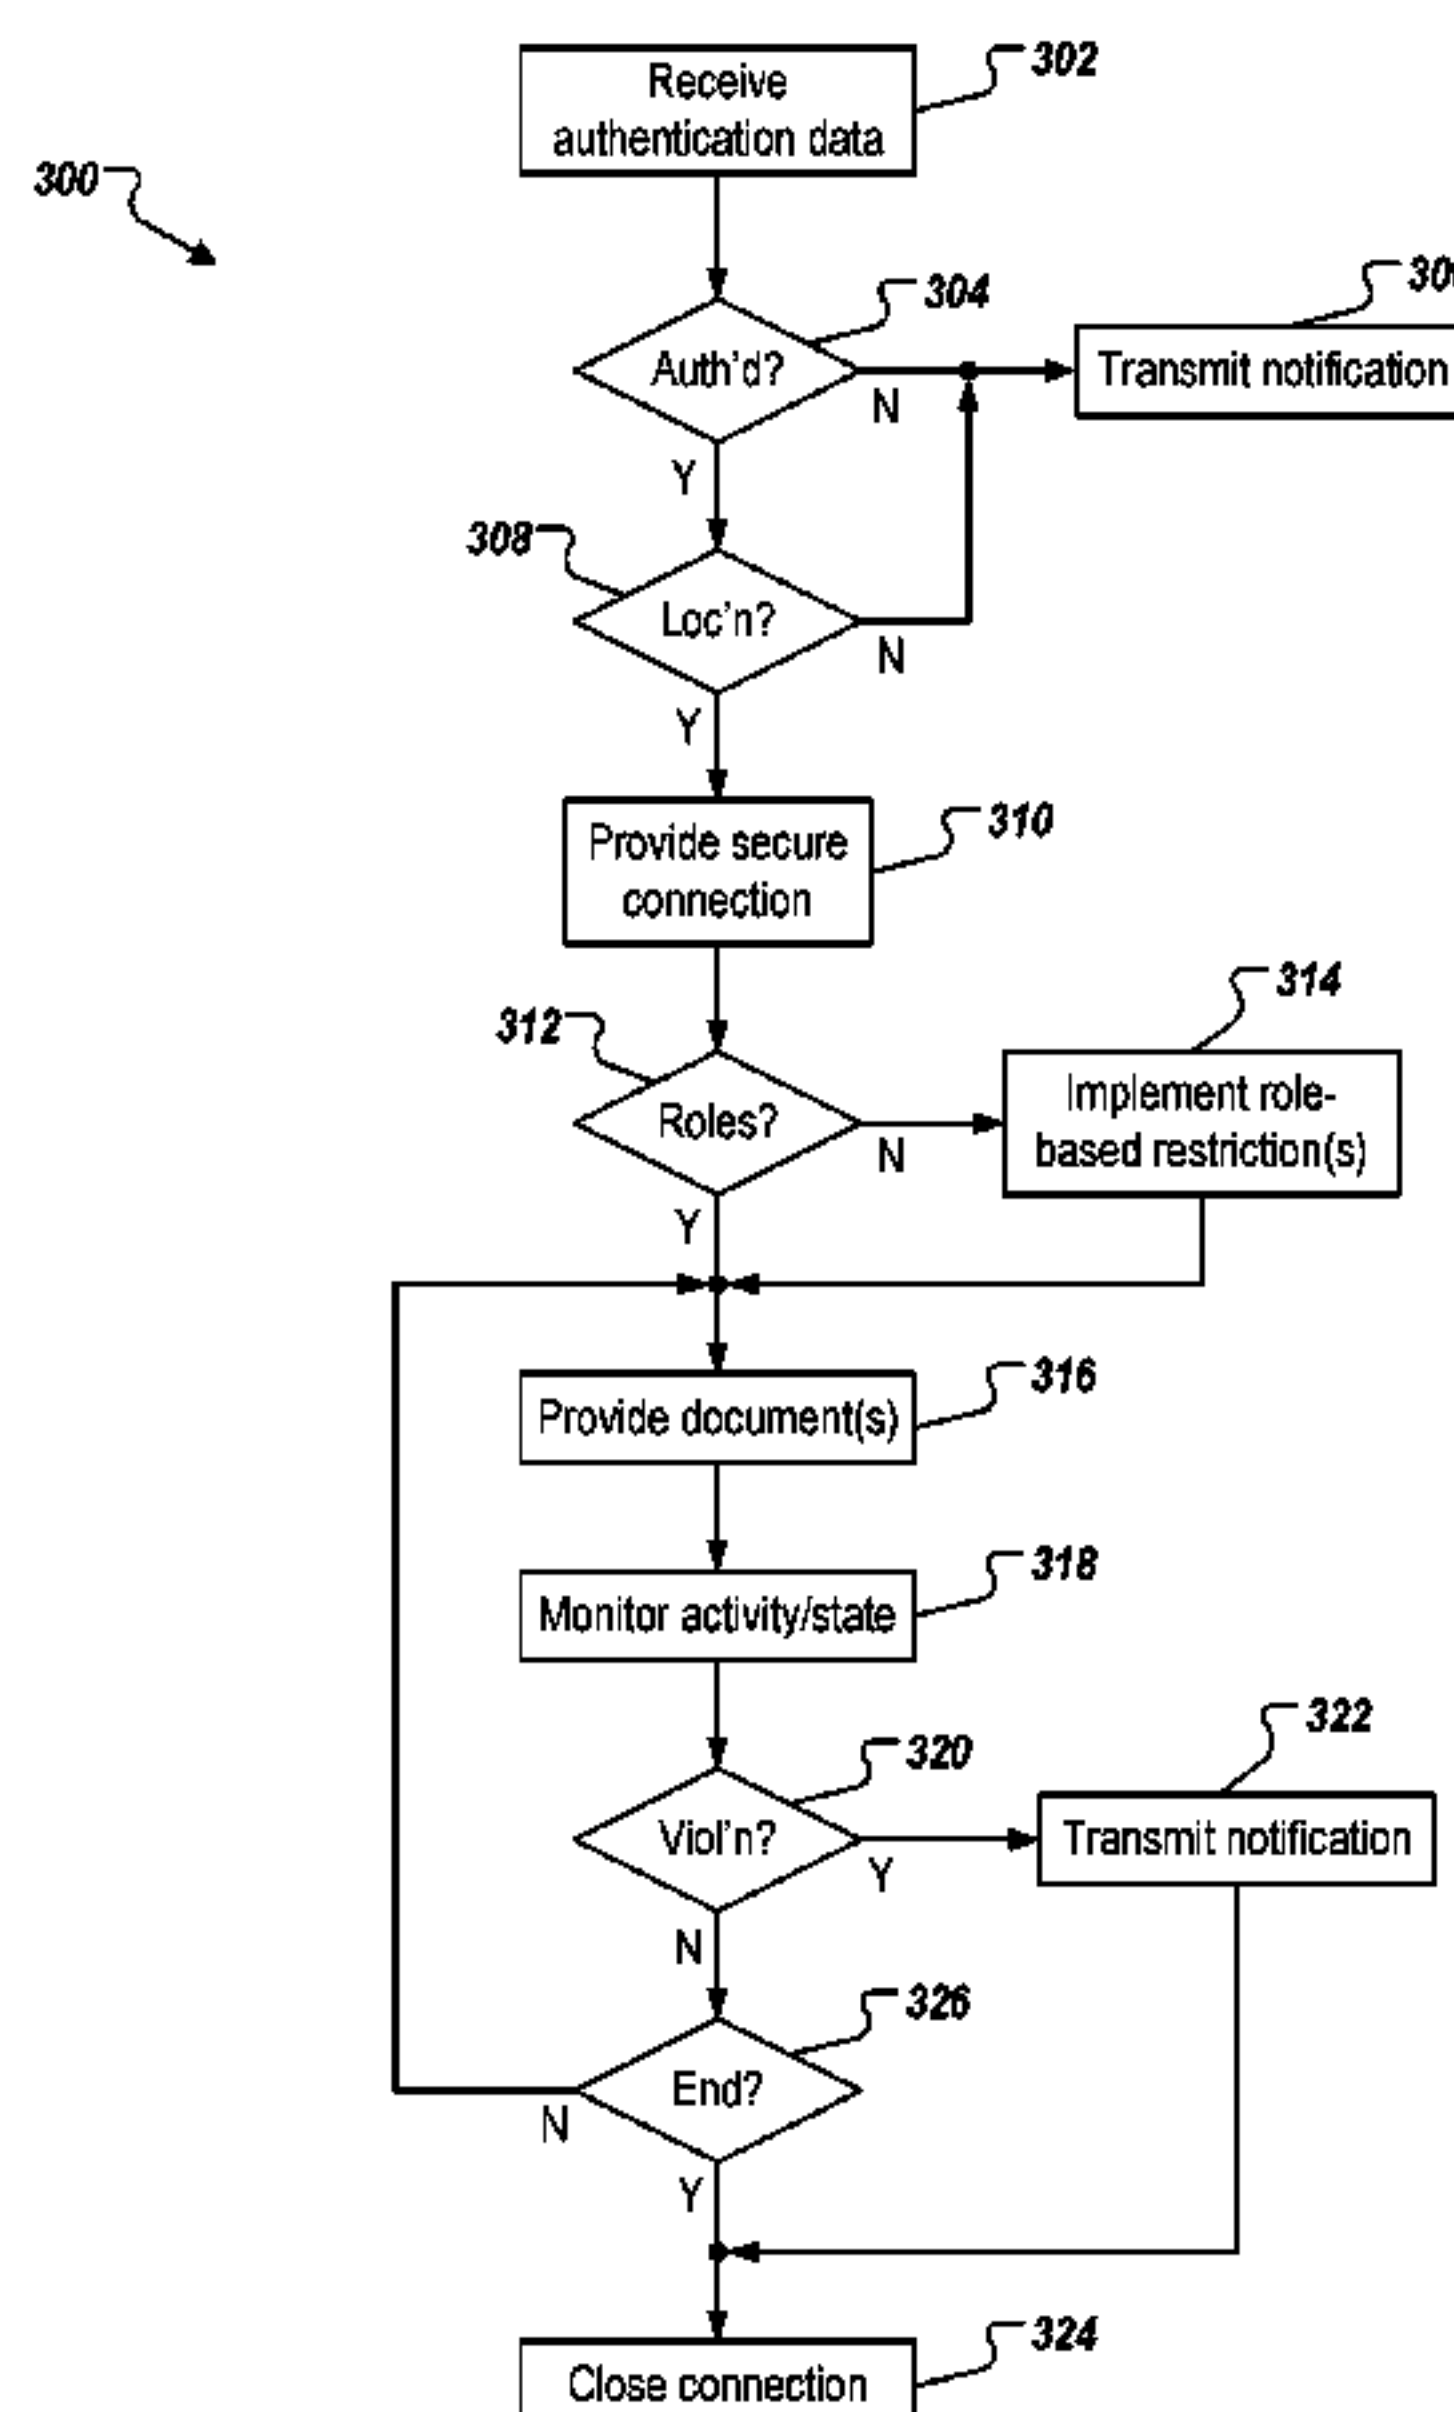 302
Receive
authentication data
300
304
Auth'd?
N
Transmit notification
Y
308
Loc'n?
N
Y
310
Provide secure
connection
312
314
Roles?
N
Implement role-
based restriction(s)
Y
316
Provide document(s)
318
Monitor activity/state
320
322
Viol'n?
Y
Transmit notification
N
326
End?
N
Y
324
Close connection